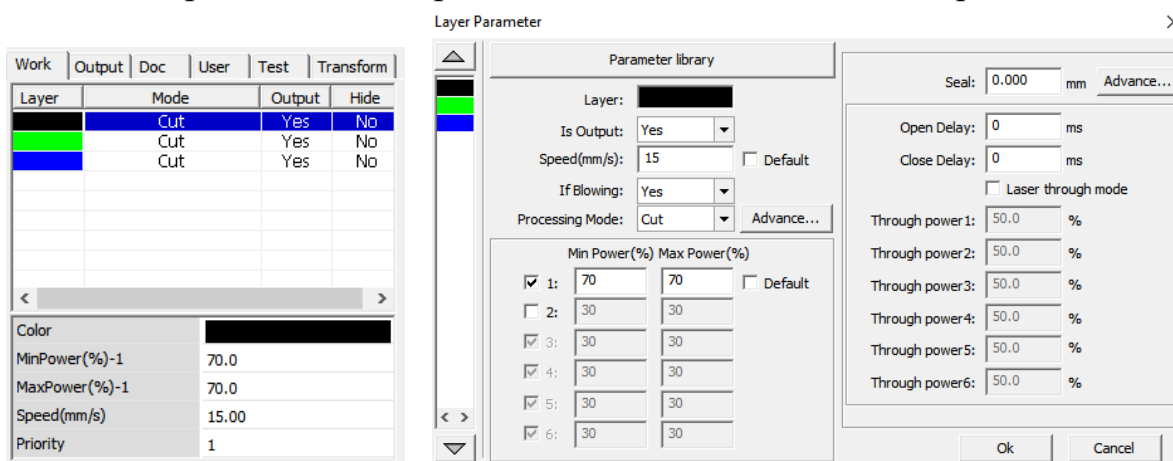 Work Output Doc User Test Transform
Layer Mode Output Hide
Cut Yes No
Cut Yes No
Cut Yes No
Color
MinPower(%)-1 70.0
MaxPower(%)-1 70.0
Speed(mm/s) 15.00
Priority 1
Layer Parameter
Parameter library
Layer:
Is Output: Yes
Speed(mm/s): 15 Default
If Blowing: Yes
Processing Mode: Cut Advance...
Min Power(%) Max Power(%)
1: 70 70 Default
2: 30 30
3: 30 30
4: 30 30
5: 30 30
6: 30 30
Seal: 0.000 mm Advance...
Open Delay: 0 ms
Close Delay: 0 ms
Laser through mode
Through power1: 50.0 %
Through power2: 50.0 %
Through power3: 50.0 %
Through power4: 50.0 %
Through power5: 50.0 %
Through power6: 50.0 %
Ok Cancel